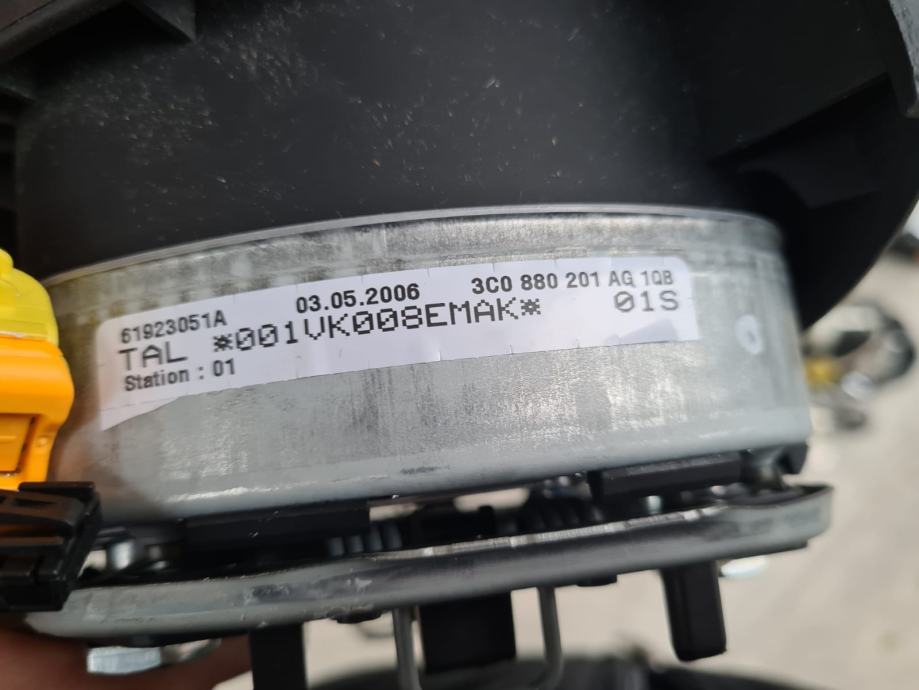 61923051A 03.05.2006 3C0 880 201 AG 1QB
TAL *001VK008EMAK* 01S
Station : 01